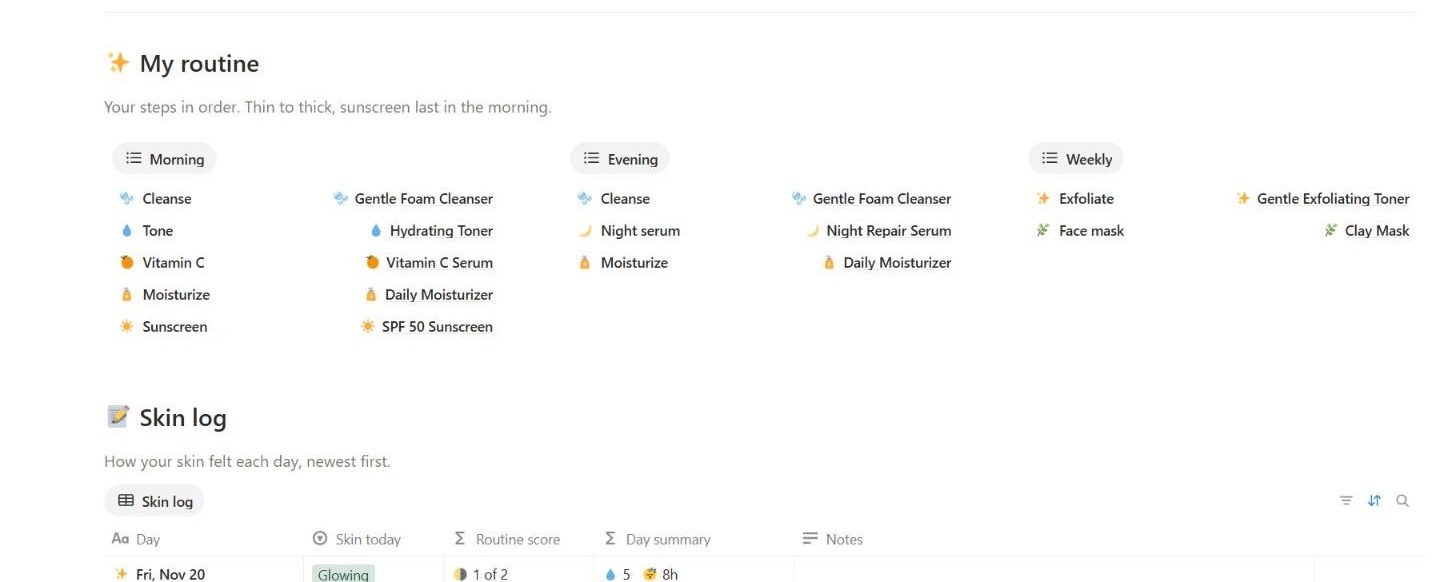 My routine
Your steps in order. Thin to thick, sunscreen last in the morning.
Morning
Cleanse Gentle Foam Cleanser
Tone Hydrating Toner
Vitamin C Vitamin C Serum
Moisturize Daily Moisturizer
Sunscreen SPF 50 Sunscreen
Evening
Cleanse Gentle Foam Cleanser
Night serum Night Repair Serum
Moisturize Daily Moisturizer
Weekly
Exfoliate Gentle Exfoliating Toner
Face mask Clay Mask
Skin log
How your skin felt each day, newest first.
Skin log
Aa Day Skin today Σ Routine score Σ Day summary Notes
Fri, Nov 20 Glowing 1 of 2 5 8h